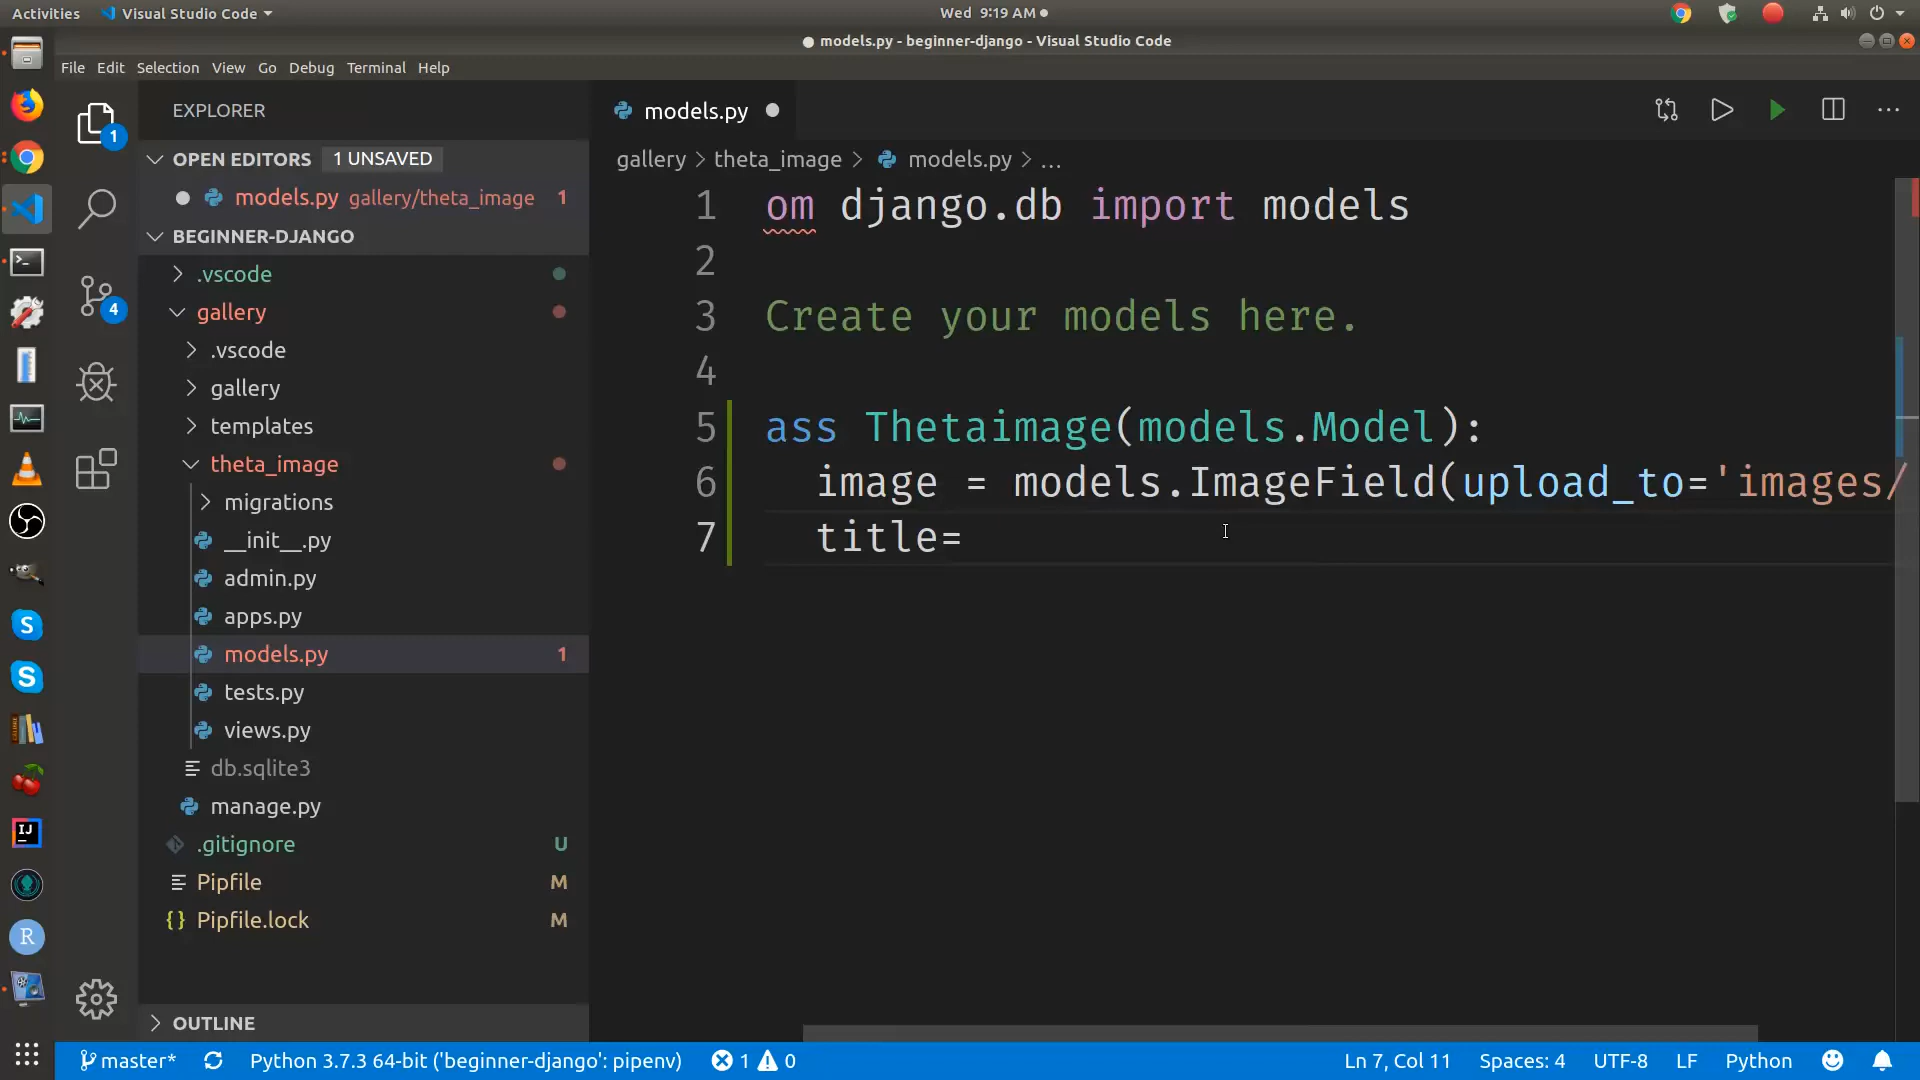 Activities Visual Studio Code Wed 9:19 AM
models.py - beginner-django - Visual Studio Code
File Edit Selection View Go Debug Terminal Help
EXPLORER
1
OPEN EDITORS 1 UNSAVED
models.py gallery/theta_image 1
BEGINNER-DJANGO
.vscode
gallery
4
.vscode
gallery
templates
theta_image
migrations
__init__.py
admin.py
apps.py
models.py 1
tests.py
views.py
db.sqlite3
manage.py
.gitignore U
Pipfile M
Pipfile.lock M
OUTLINE
models.py
gallery > theta_image > models.py > ...
1 om django.db import models
2
3 Create your models here.
4
5 ass Thetaimage(models.Model):
6 image = models.ImageField(upload_to='images/
7 title=
IJ
R
master* Python 3.7.3 64-bit ('beginner-django': pipenv) 1 0 Ln 7, Col 11 Spaces: 4 UTF-8 LF Python